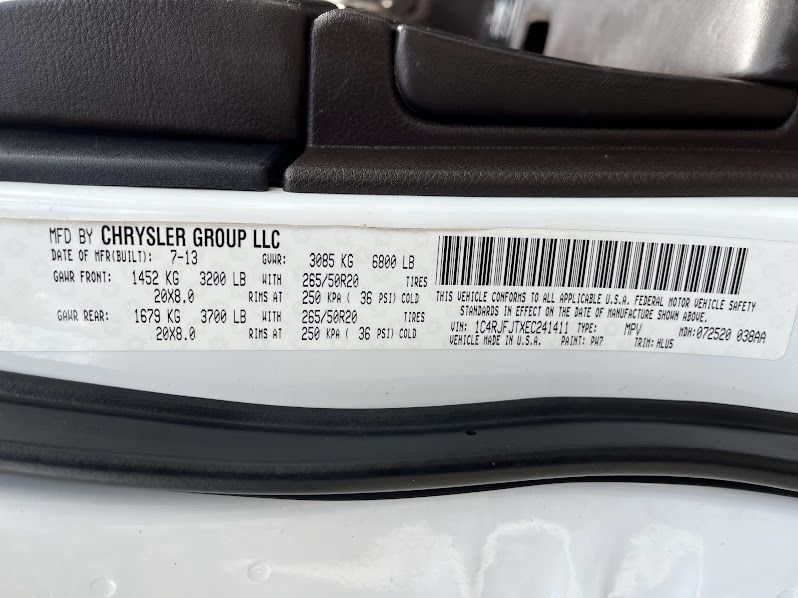 MFD BY CHRYSLER GROUP LLC
DATE OF MFR(BUILT): 7-13 GVWR: 3085 KG 6800 LB
GAWR FRONT: 1452 KG 3200 LB WITH 265/50R20 TIRES
20X8.0 RIMS AT 250 KPA ( 36 PSI) COLD
GAWR REAR: 1679 KG 3700 LB WITH 265/50R20 TIRES
20X8.0 RIMS AT 250 KPA ( 36 PSI) COLD
THIS VEHICLE CONFORMS TO ALL APPLICABLE U.S.A. FEDERAL MOTOR VEHICLE SAFETY
STANDARDS IN EFFECT ON THE DATE OF MANUFACTURE SHOWN ABOVE.
VIN: 1C4RJFJTXEC241411 TYPE: MPV MDH: 072520 038AA
VEHICLE MADE IN U.S.A. PAINT: PW7 TRIM: HLU5